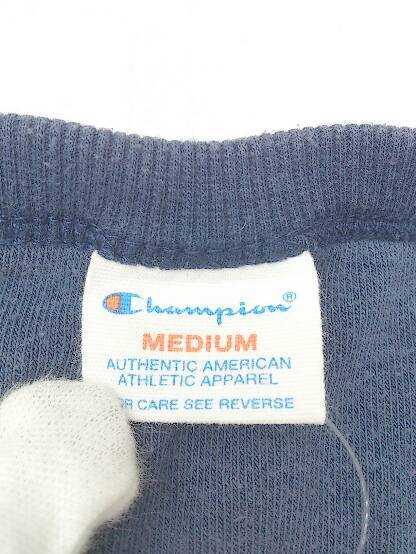 Champion®
MEDIUM
AUTHENTIC AMERICAN
ATHLETIC APPAREL
CARE SEE REVERSE